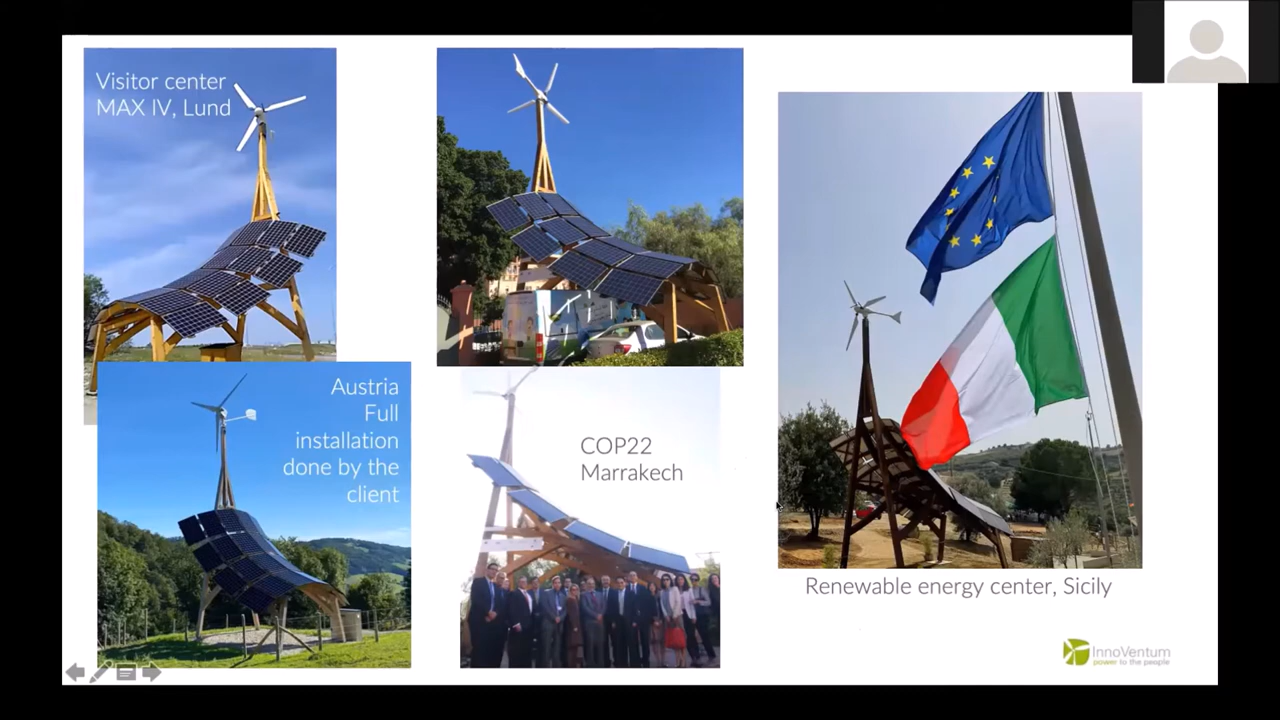 Visitor center
MAX IV, Lund
Austria
Full
installation
done by the
client
COP22
Marrakech
Renewable energy center, Sicily
InnoVentum
power to the people